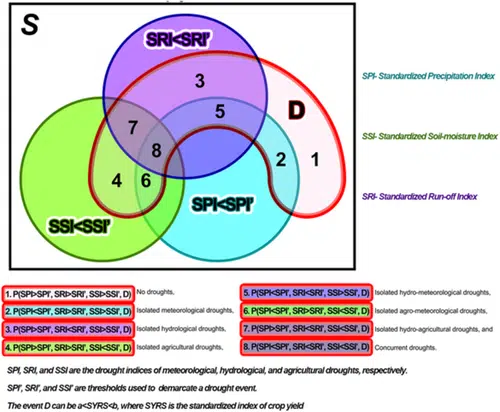 S
SRI<SRI'
3
D
SPI- Standardized Precipitation Index
7
5
8
2
1
SSI- Standardized Soil-moisture Index
4
6
SPI<SPI'
SSI<SSI'
SRI- Standardized Run-off Index
1. P(SPI>SPI', SRI>SRI', SSI>SSI', D) No droughts,
2. P(SPI<SPI', SRI>SRI', SSI>SSI', D) Isolated meteorological droughts,
3. P(SPI>SPI', SRI<SRI', SSI>SSI', D) Isolated hydrological droughts,
4. P(SPI>SPI', SRI>SRI', SSI<SSI', D) Isolated agricultural droughts,
5. P(SPI<SPI', SRI<SRI', SSI>SSI', D) Isolated hydro-meteorological droughts,
6. P(SPI<SPI', SRI>SRI', SSI<SSI', D) Isolated agro-meteorological droughts,
7. P(SPI>SPI', SRI<SRI', SSI<SSI', D) Isolated hydro-agricultural droughts, and
8. P(SPI<SPI', SRI<SRI', SSI<SSI', D) Concurrent droughts.
SPI, SRI, and SSI are the drought indices of meteorological, hydrological, and agricultural droughts, respectively.
SPI', SRI', and SSI' are thresholds used to demarcate a drought event.
The event D can be a<SYRS<b, where SYRS is the standardized index of crop yield